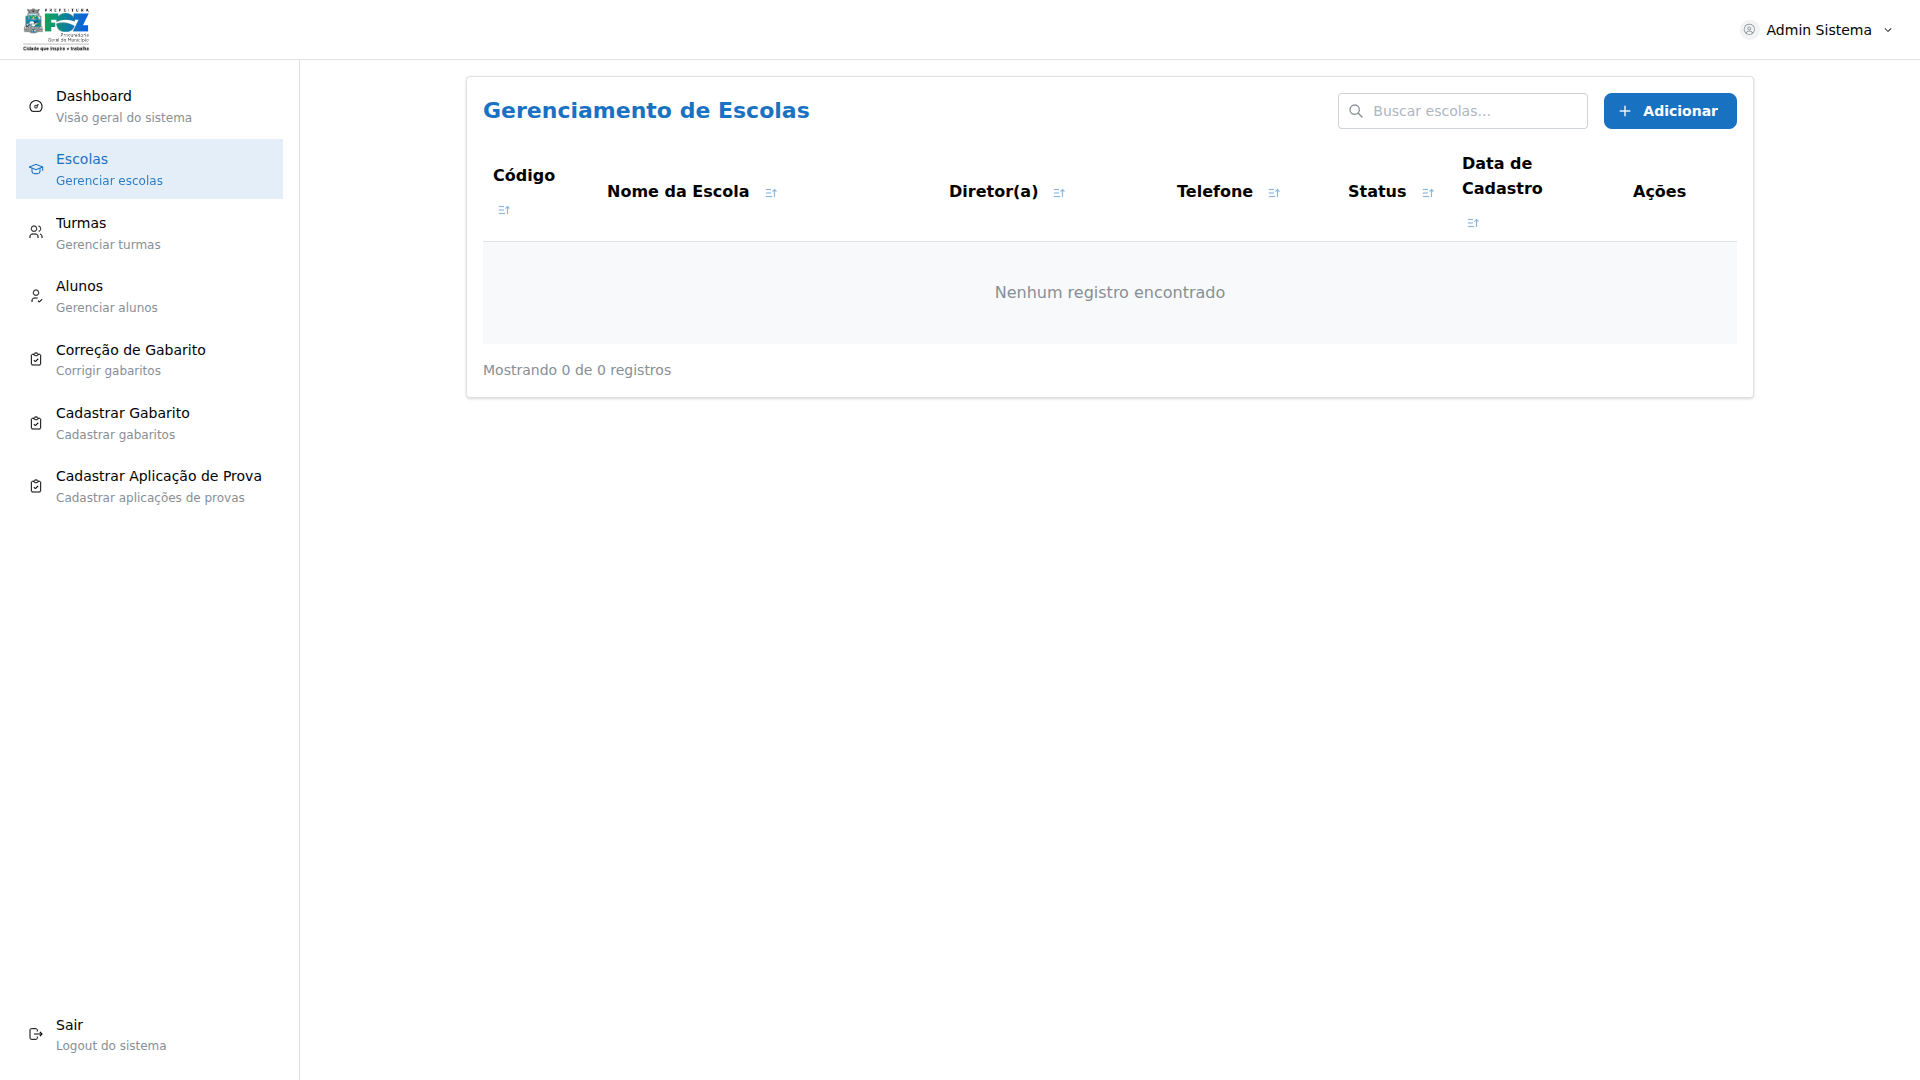 PREFEITURA
FOZ
Procuradoria
Geral do Município
Cidade que inspira e trabalha
Admin Sistema
Dashboard
Visão geral do sistema
Escolas
Gerenciar escolas
Turmas
Gerenciar turmas
Alunos
Gerenciar alunos
Correção de Gabarito
Corrigir gabaritos
Cadastrar Gabarito
Cadastrar gabaritos
Cadastrar Aplicação de Prova
Cadastrar aplicações de provas
Sair
Logout do sistema
Gerenciamento de Escolas
Buscar escolas...
Adicionar
Código
Nome da Escola
Diretor(a)
Telefone
Status
Data de
Cadastro
Ações
Nenhum registro encontrado
Mostrando 0 de 0 registros